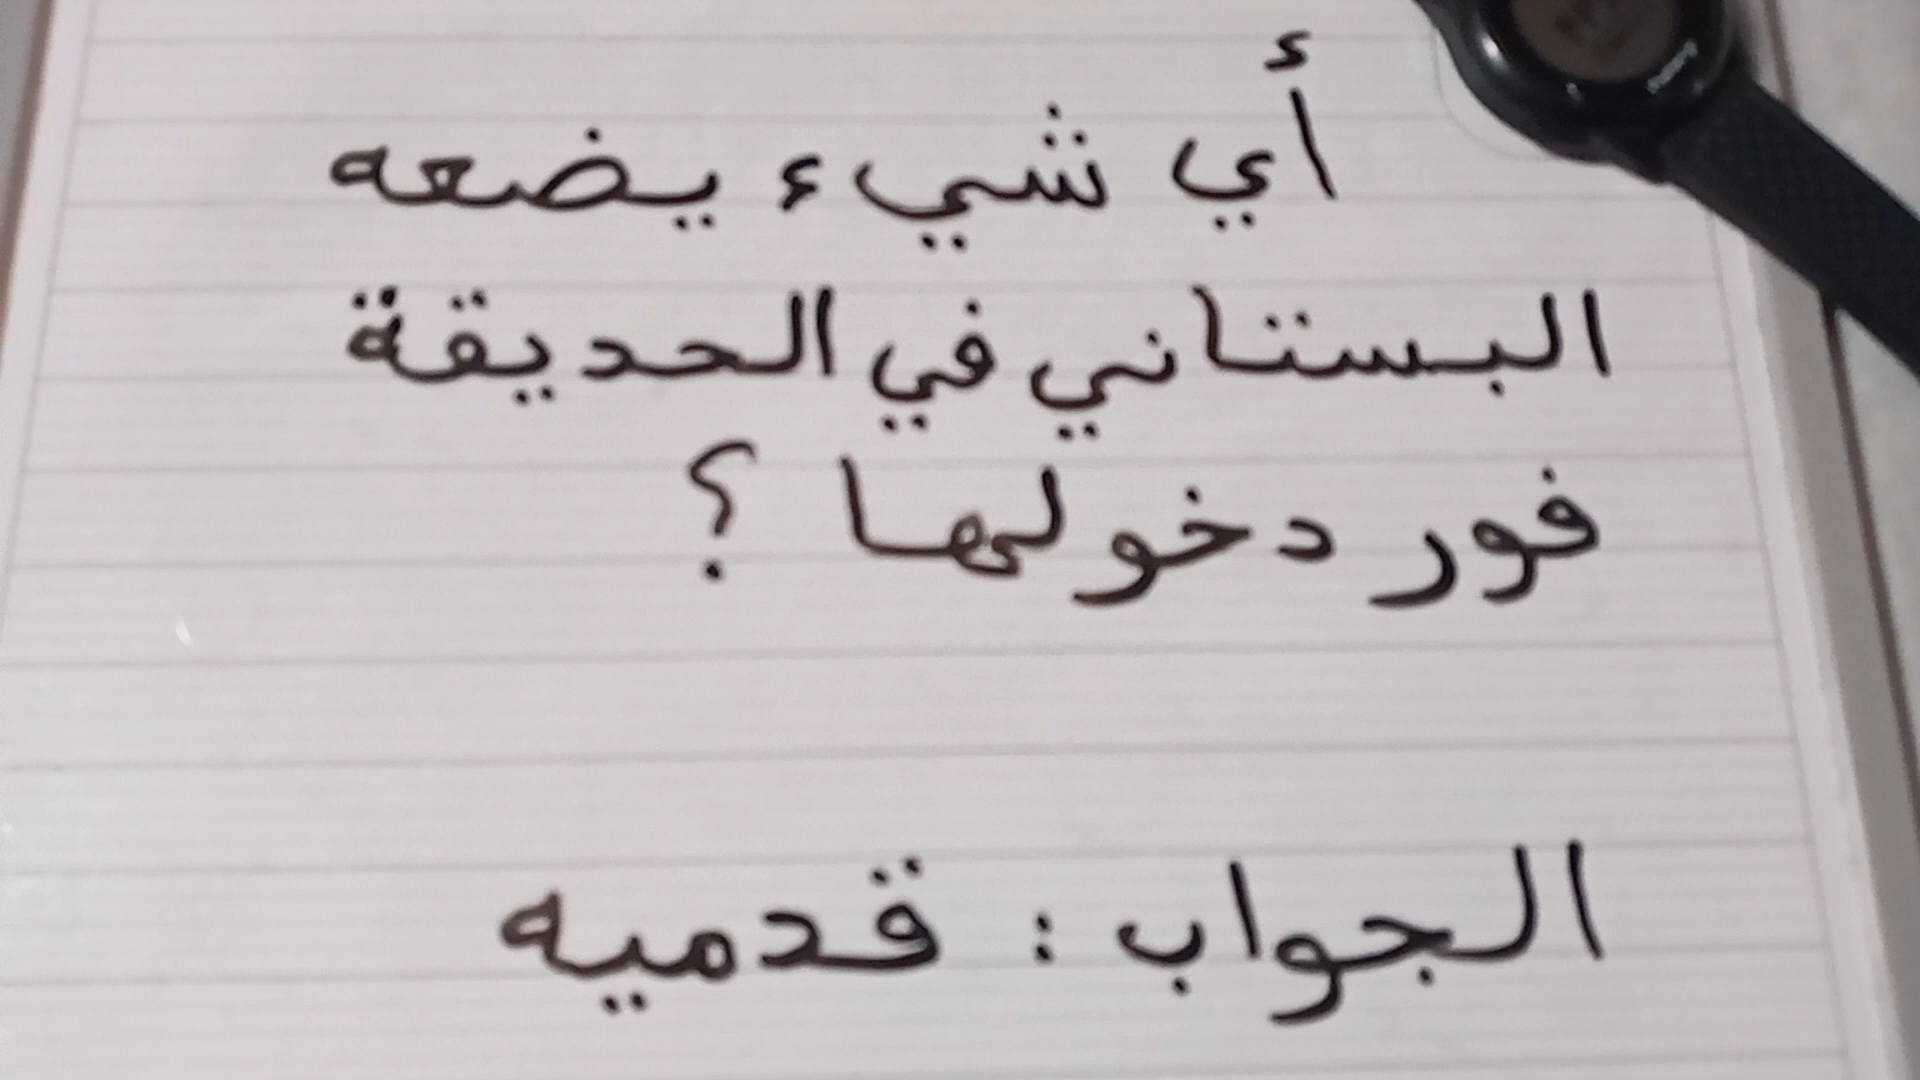 أي شيء يضعه
البستاني في الحديقة
فور دخولها ؟
الجواب : قدميه